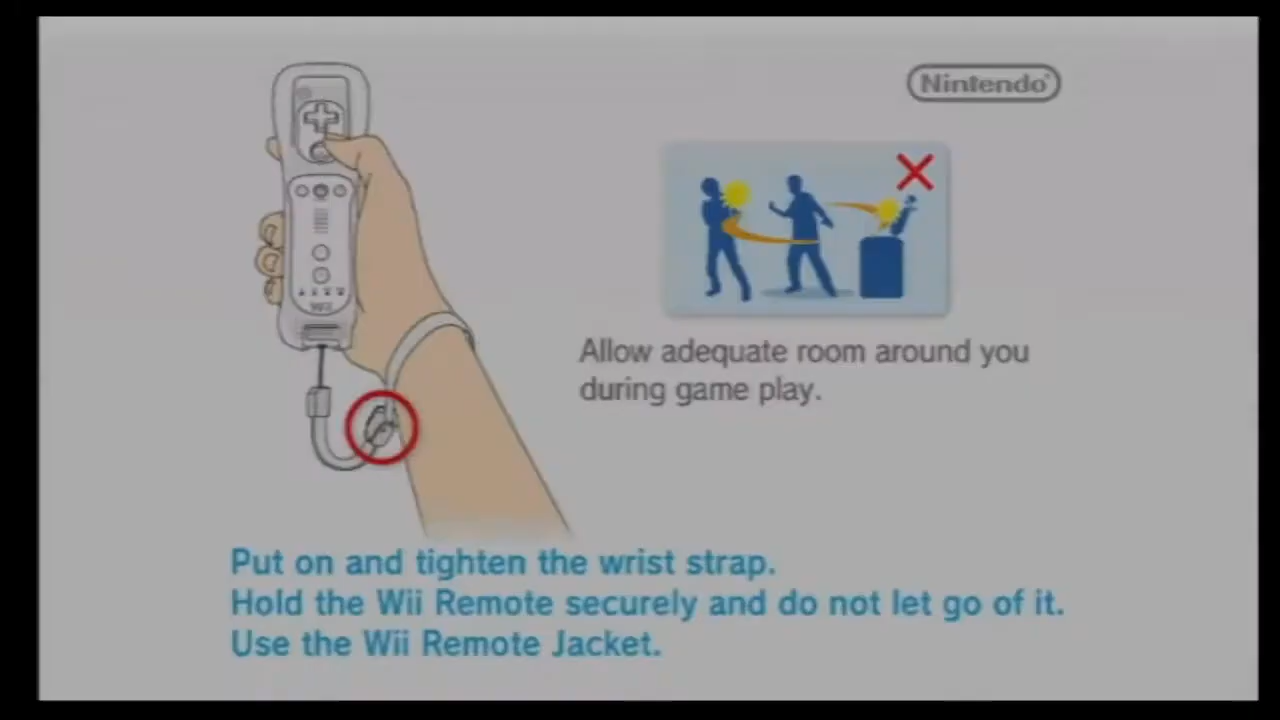 Nintendo
Allow adequate room around you
during game play.
Wii
Put on and tighten the wrist strap.
Hold the Wii Remote securely and do not let go of it.
Use the Wii Remote Jacket.